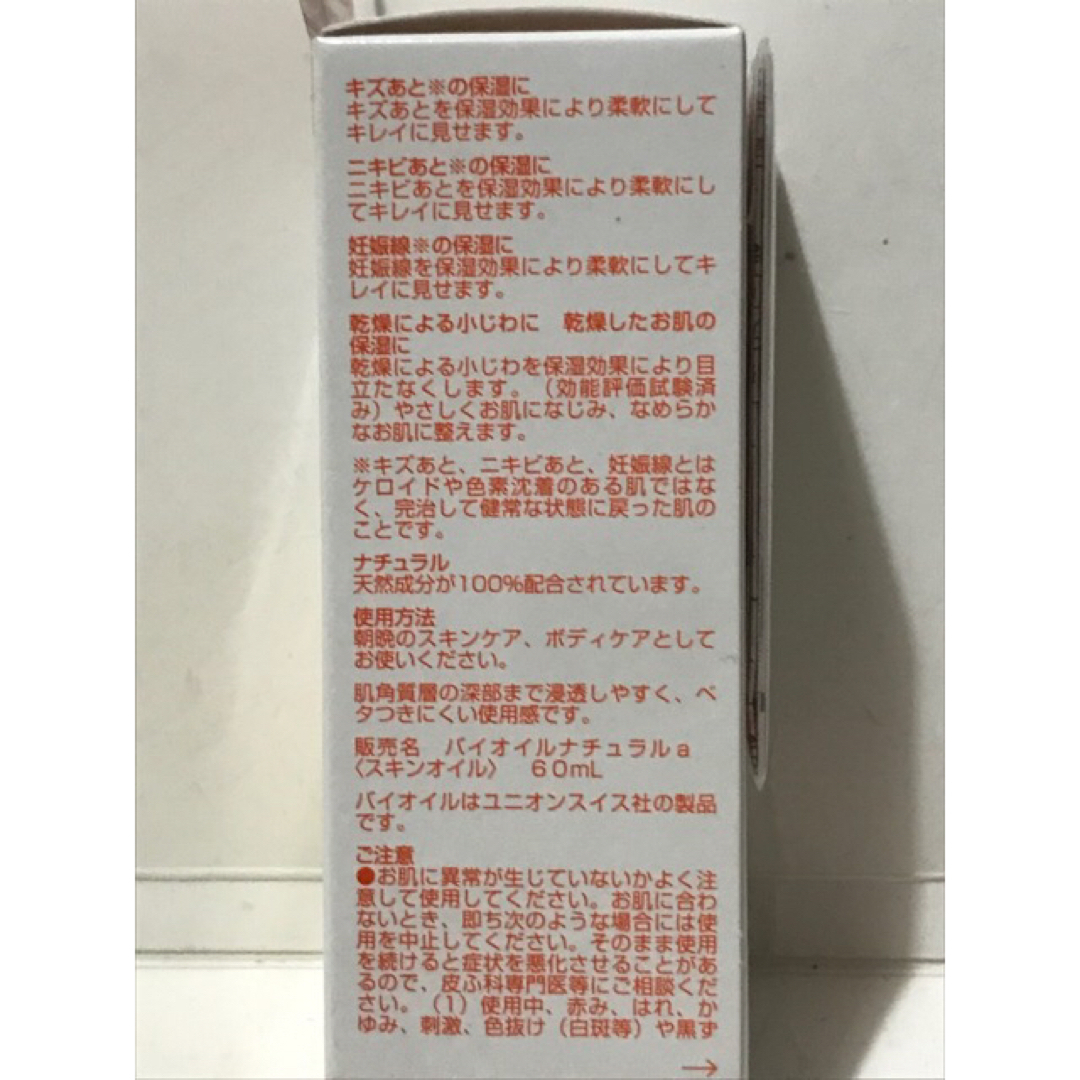 キズあと※の保湿に
キズあとを保湿効果により柔軟にして
キレイに見せます。
ニキビあと※の保湿に
ニキビあとを保湿効果により柔軟にし
てキレイに見せます。
妊娠線※の保湿に
妊娠線を保湿効果により柔軟にしてキ
レイに見せます。
乾燥による小じわに　乾燥したお肌の
保湿に
乾燥による小じわを保湿効果により目
立たなくします。（効能評価試験済
み）やさしくお肌になじみ、なめらか
なお肌に整えます。
※キズあと、ニキビあと、妊娠線とは
ケロイドや色素沈着のある肌ではな
く、完治して健常な状態に戻った肌の
ことです。
ナチュラル
天然成分が100%配合されています。
使用方法
朝晩のスキンケア、ボディケアとして
お使いください。
肌角質層の深部まで浸透しやすく、ベ
タつきにくい使用感です。
販売名　バイオイルナチュラルａ
〈スキンオイル〉　６０mL
バイオイルはユニオンスイス社の製品
です。
ご注意
●お肌に異常が生じていないかよく注
意して使用してください。お肌に合わ
ないとき、即ち次のような場合には使
用を中止してください。そのまま使用
を続けると症状を悪化させることがあ
るので、皮ふ科専門医等にご相談くだ
さい。（1）使用中、赤み、はれ、か
ゆみ、刺激、色抜け（白斑等）や黒ず
→